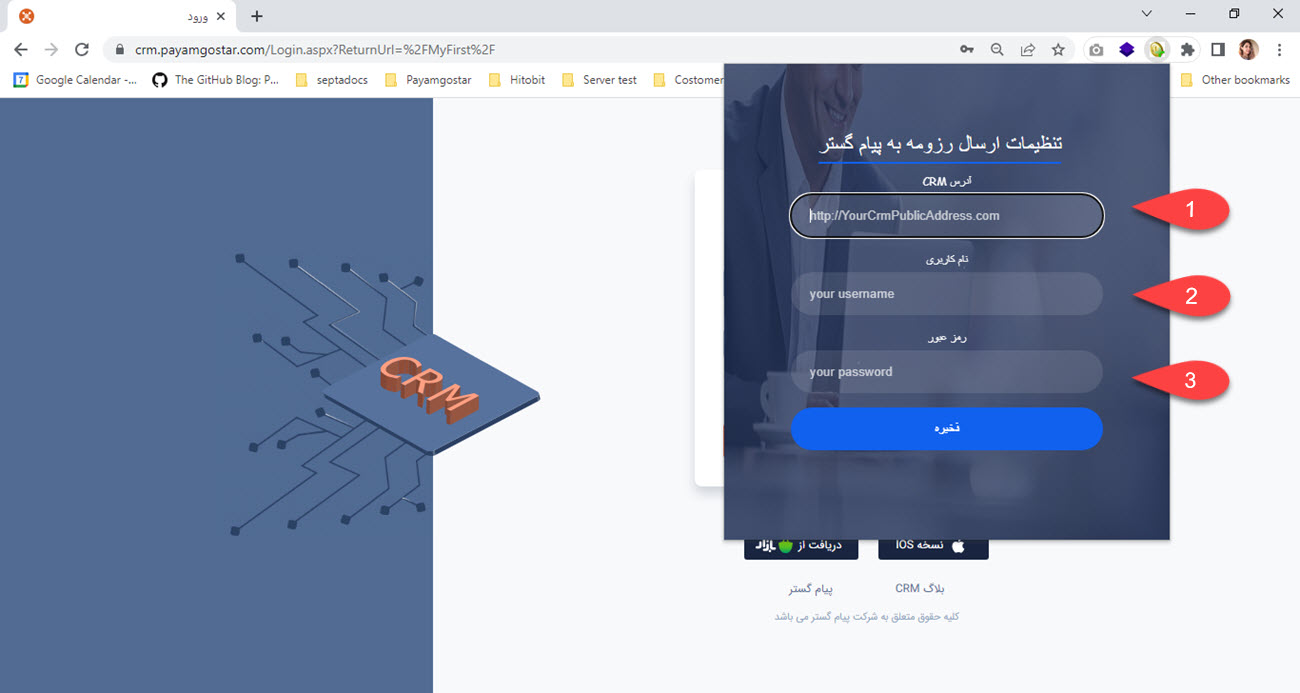 ورود
crm.payamgostar.com/Login.aspx?ReturnUrl=%2FMyFirst%2F
7 Google Calendar -... The GitHub Blog: P... septadocs Payamgostar Hitobit Server test Costomer Other bookmarks
تنظیمات ارسال رزومه به پیام گستر
آدرس CRM
http://YourCrmPublicAddress.com
1
نام کاربری
your username
2
رمز عبور
your password
3
ذخیره
CRM
نسخه IOS
دریافت از بازار
بلاگ CRM
پیام گستر
کلیه حقوق متعلق به شرکت پیام گستر می باشد